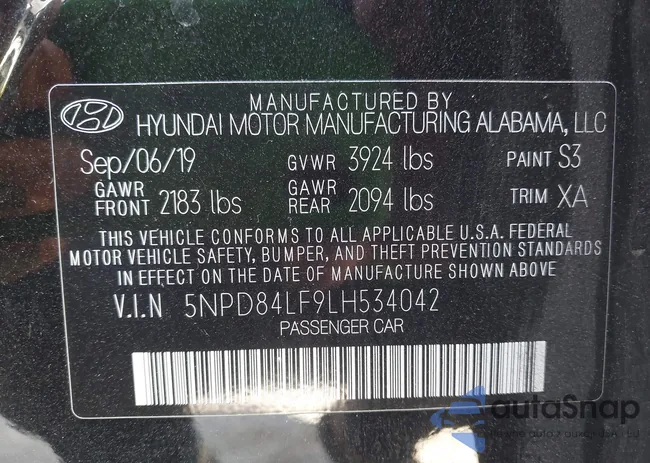 MANUFACTURED BY
HYUNDAI MOTOR MANUFACTURING ALABAMA, LLC
Sep/06/19 GVWR 3924 lbs PAINT S3
GAWR FRONT 2183 lbs GAWR REAR 2094 lbs TRIM XA
THIS VEHICLE CONFORMS TO ALL APPLICABLE U.S.A. FEDERAL
MOTOR VEHICLE SAFETY, BUMPER, AND THEFT PREVENTION STANDARDS
IN EFFECT ON THE DATE OF MANUFACTURE SHOWN ABOVE
V.I.N 5NPD84LF9LH534042
PASSENGER CAR
autaSnap